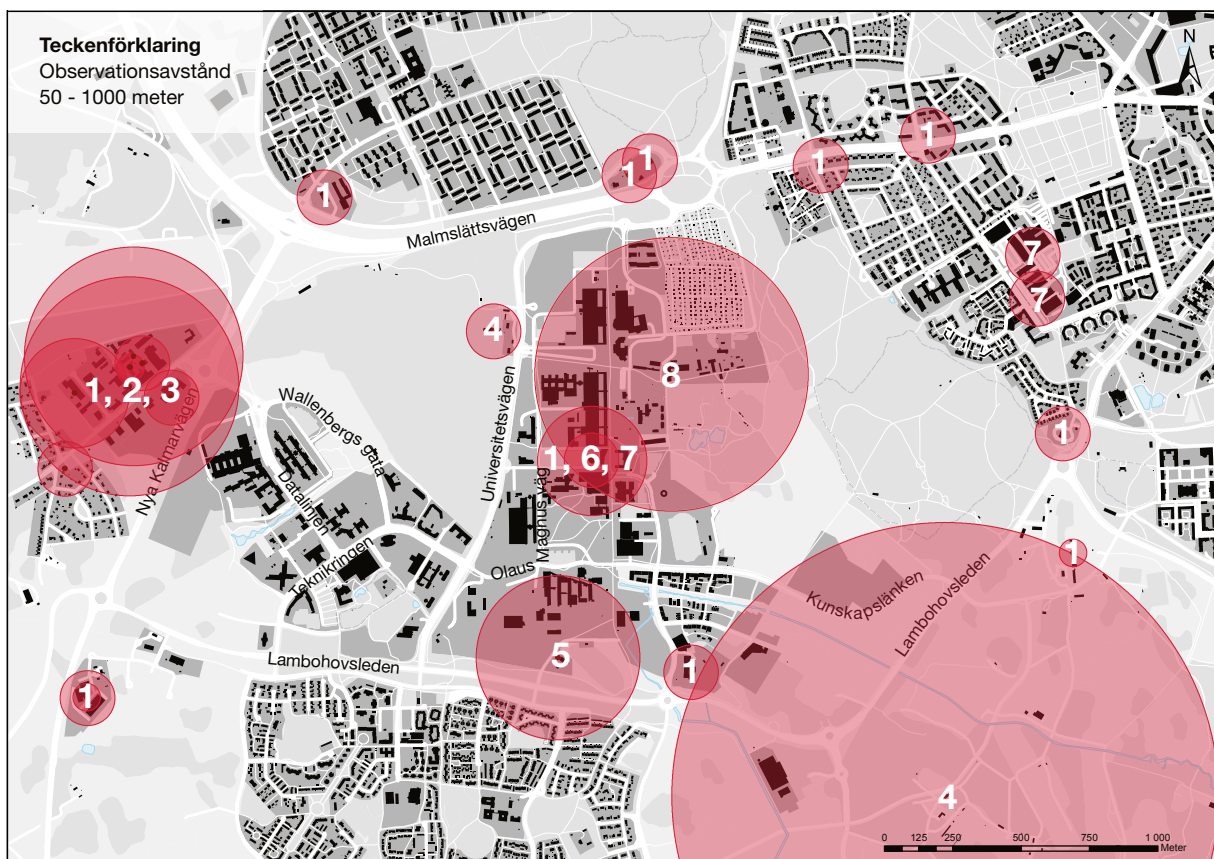 Teckenförklaring
Observationsavstånd
50 - 1000 meter
N
1
1
1
1
1
Malmslättsvägen
7
7
4
8
1, 2, 3
Nya Kalmarvägen
Wallenbergs gata
Universitetsvägen
1
1, 6, 7
Datalinjen
Olaus Magnus väg
Teknikringen
1
Kunskapslänken
Lambohovsleden
Lambohovsleden
5
1
1
4
0 125 250 500 750 1 000
Meter